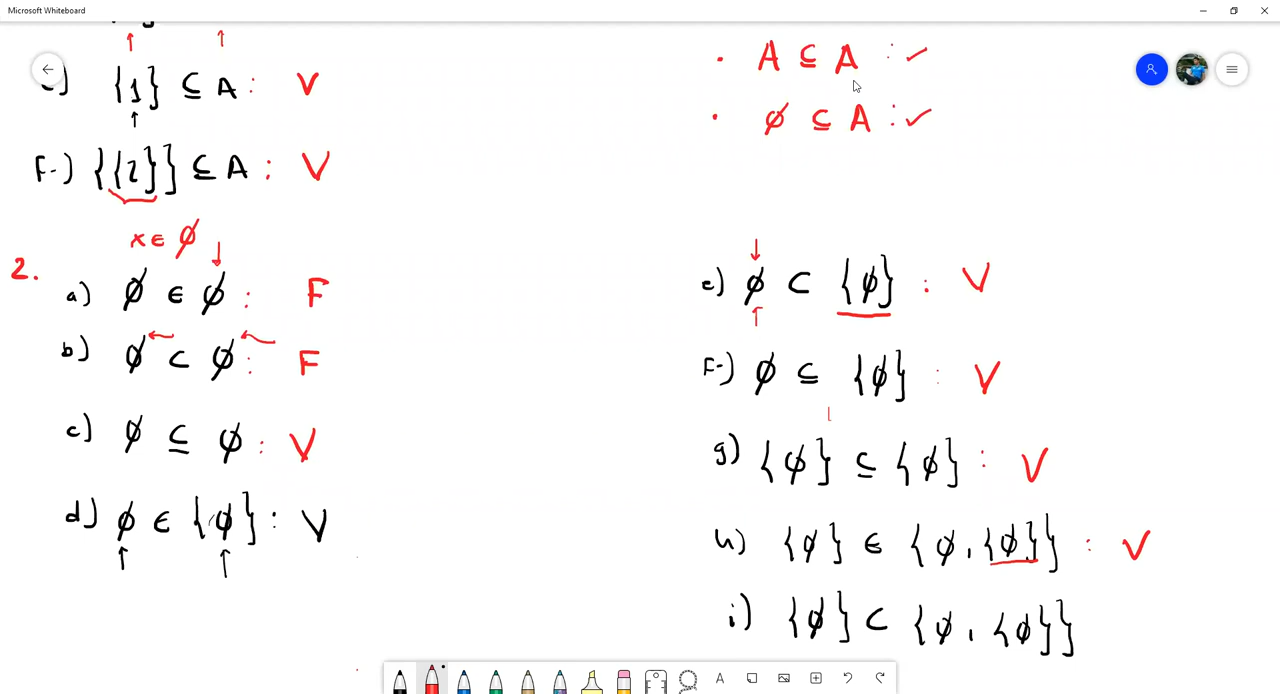 Microsoft Whiteboard
{1} ⊆ A : V
F-) {{2}} ⊆ A : V
x ∈ ∅
2.
a) ∅ ∈ ∅ : F
b) ∅ ⊂ ∅ : F
c) ∅ ⊆ ∅ : V
d) ∅ ∈ {∅} : V
• A ⊆ A : ✓
• ∅ ⊆ A : ✓
e) ∅ ⊂ {∅} : V
F-) ∅ ⊆ {∅} : V
g) {∅} ⊆ {∅} : V
h) {∅} ∈ {∅, {∅}} : V
i) {∅} ⊂ {∅, {∅}}
A